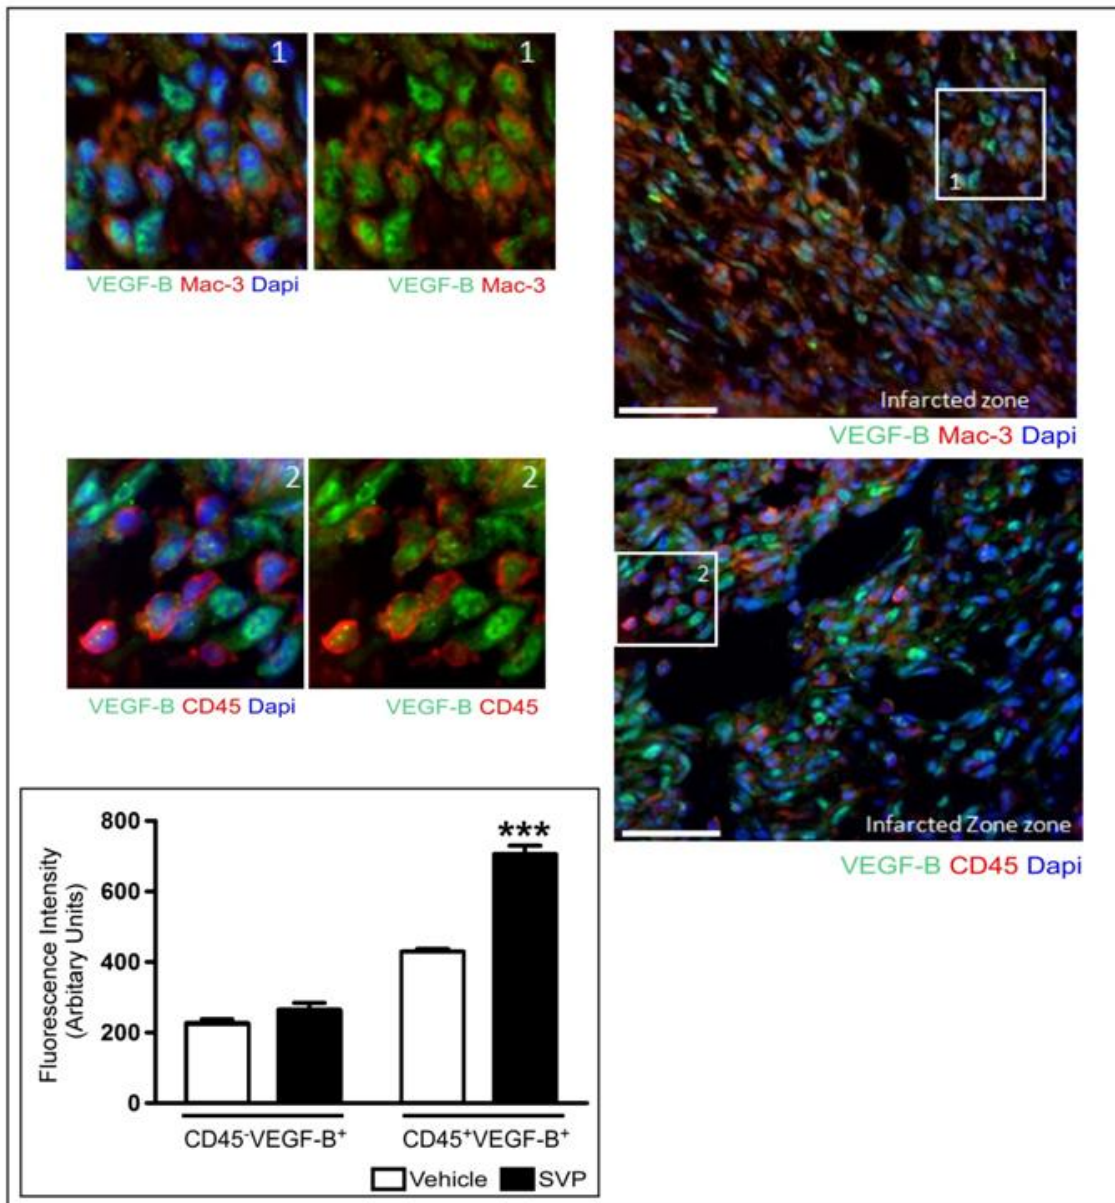 1
1
VEGF-B Mac-3 Dapi
VEGF-B Mac-3
1
Infarcted zone
VEGF-B Mac-3 Dapi
2
2
VEGF-B CD45 Dapi
VEGF-B CD45
2
Infarcted Zone zone
VEGF-B CD45 Dapi
Fluorescence Intensity
(Arbitary Units)
800
600
400
200
0
***
CD45⁻VEGF-B⁺
CD45⁺VEGF-B⁺
Vehicle
SVP